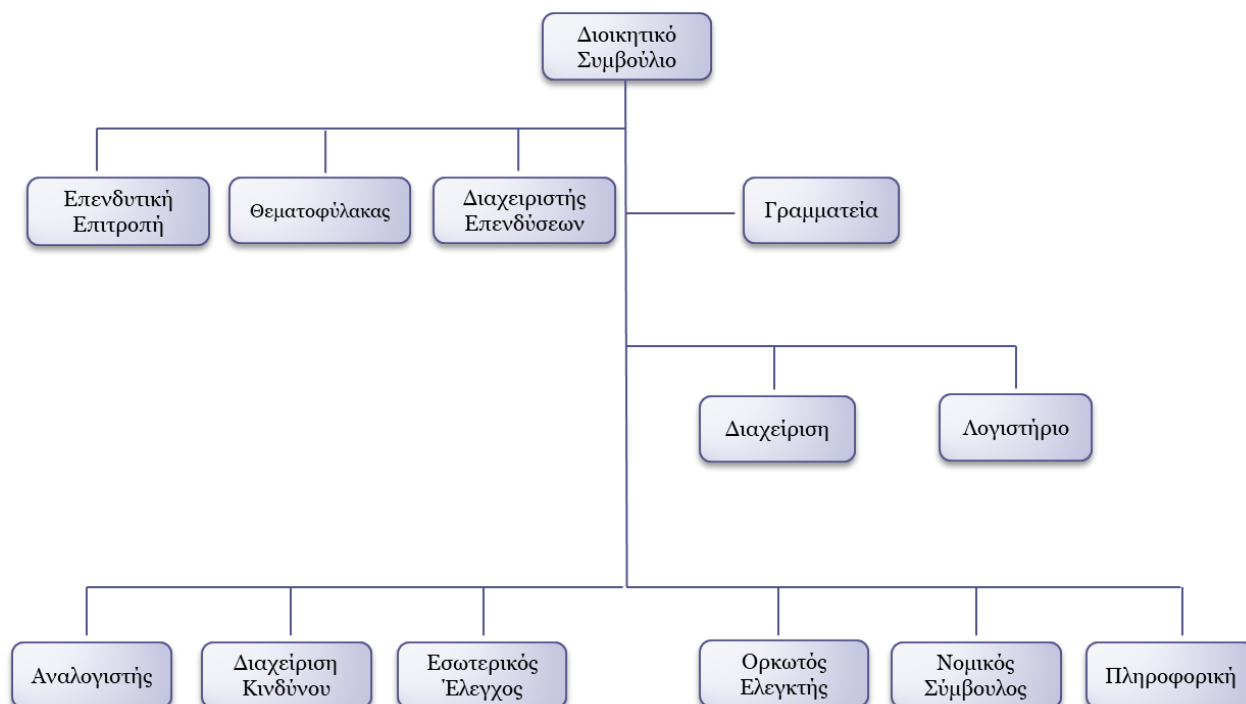 Διοικητικό
Συμβούλιο
Επενδυτική
Επιτροπή
Θεματοφύλακας
Διαχειριστής
Επενδύσεων
Γραμματεία
Διαχείριση
Λογιστήριο
Αναλογιστής
Διαχείριση
Κινδύνου
Εσωτερικός
Έλεγχος
Ορκωτός
Ελεγκτής
Νομικός
Σύμβουλος
Πληροφορική